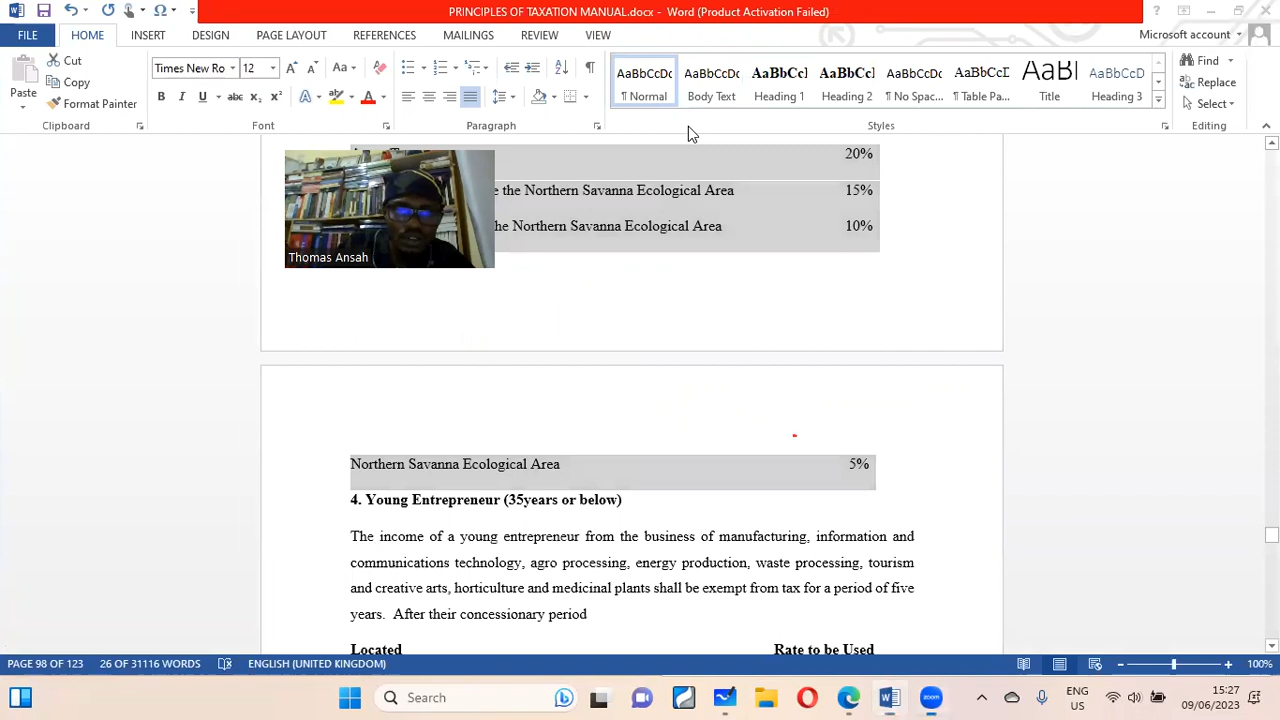 PRINCIPLES OF TAXATION MANUAL.docx - Word (Product Activation Failed)
FILE HOME INSERT DESIGN PAGE LAYOUT REFERENCES MAILINGS REVIEW VIEW Microsoft account
Cut
Copy
Format Painter
Paste
Clipboard
Times New Ro 12
Font
Paragraph
AaBbCcDc AaBbCcDc AaBbCcI AaBbCcI AaBbCcDc AaBbCcD AaBI AaBbCcD
¶ Normal Body Text Heading 1 Heading 2 ¶ No Spac... ¶ Table Pa... Title Heading 3
Styles
Find
Replace
Select
Editing
20%
e the Northern Savanna Ecological Area 15%
he Northern Savanna Ecological Area 10%
Thomas Ansah
Northern Savanna Ecological Area 5%
4. Young Entrepreneur (35years or below)
The income of a young entrepreneur from the business of manufacturing, information and
communications technology, agro processing, energy production, waste processing, tourism
and creative arts, horticulture and medicinal plants shall be exempt from tax for a period of five
years. After their concessionary period
Located Rate to be Used
PAGE 98 OF 123 26 OF 31116 WORDS ENGLISH (UNITED KINGDOM) 100%
Search
ENG
US
15:27
09/06/2023